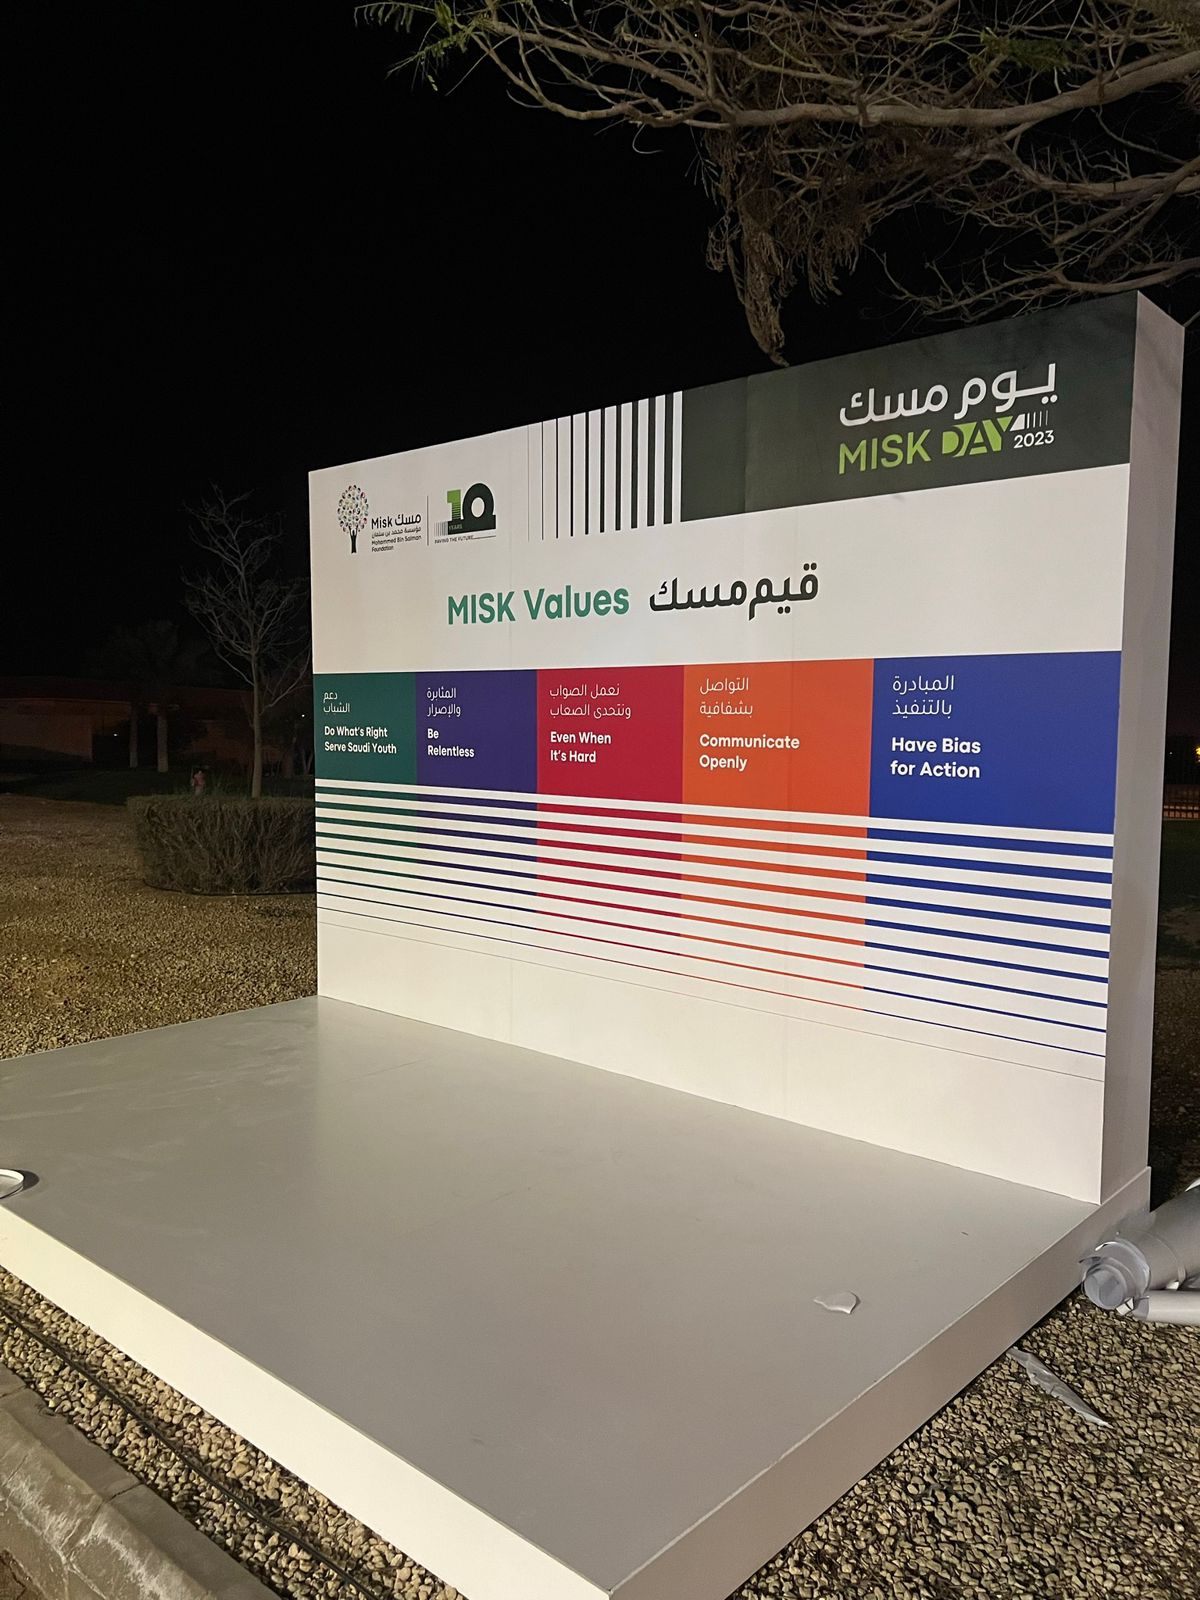 يوم مسك
MISK DAY
2023
Misk مسك
مؤسسة محمد بن سلمان
Mohammed Bin Salman
Foundation
10
YEARS
PAVING THE FUTURE
MISK Values قيم مسك
دعم
الشباب
Do What's Right
Serve Saudi Youth
المثابرة
والإصرار
Be
Relentless
نعمل الصواب
ونتحدى الصعاب
Even When
It's Hard
التواصل
بشفافية
Communicate
Openly
المبادرة
بالتنفيذ
Have Bias
for Action